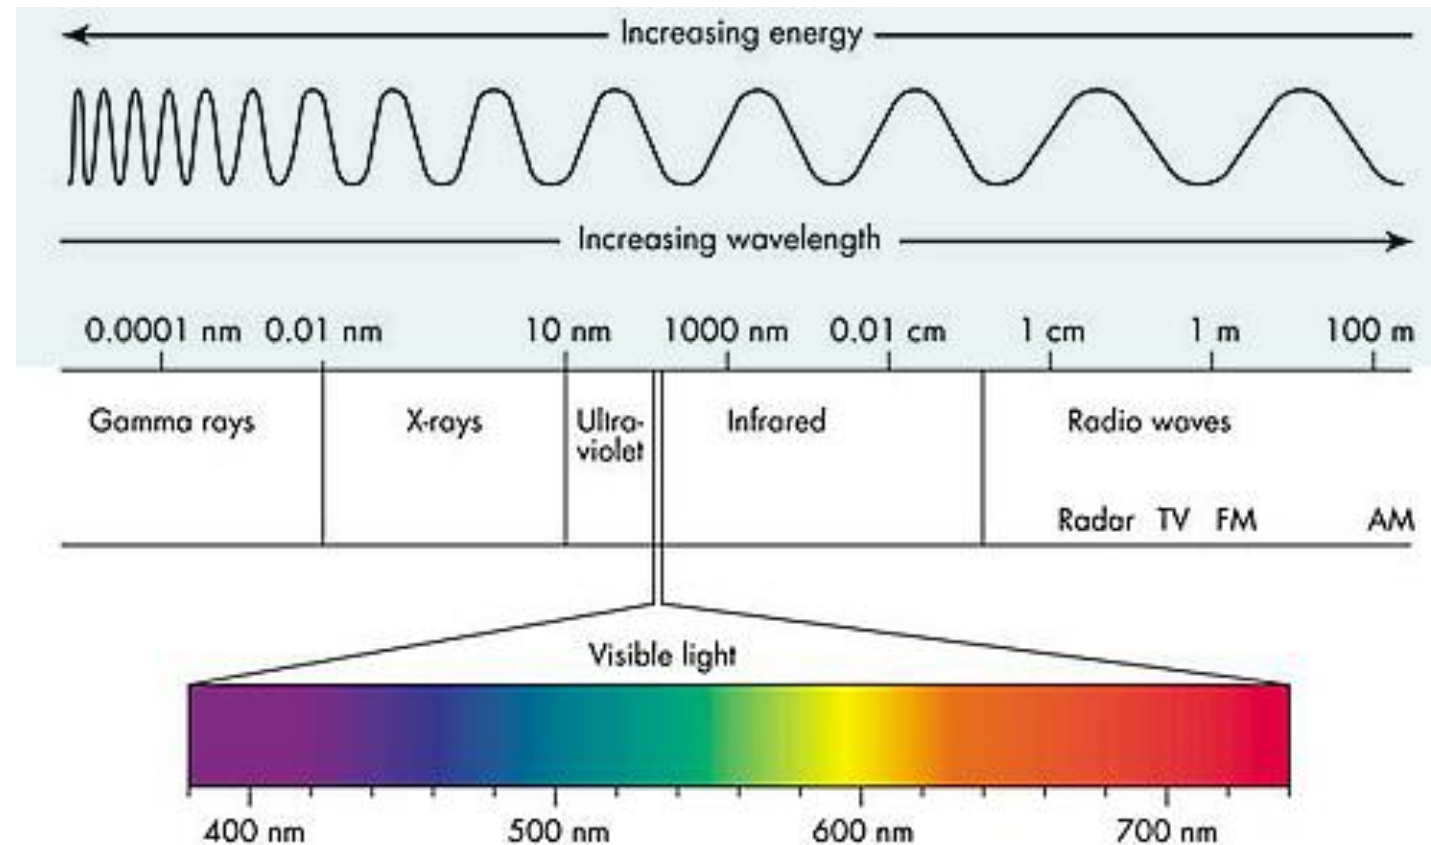 Increasing energy
Increasing wavelength
0.0001 nm 0.01 nm 10 nm 1000 nm 0.01 cm 1 cm 1 m 100 m
Gamma rays X-rays Ultra-
violet Infrared Radio waves
Radar TV FM AM
Visible light
400 nm 500 nm 600 nm 700 nm